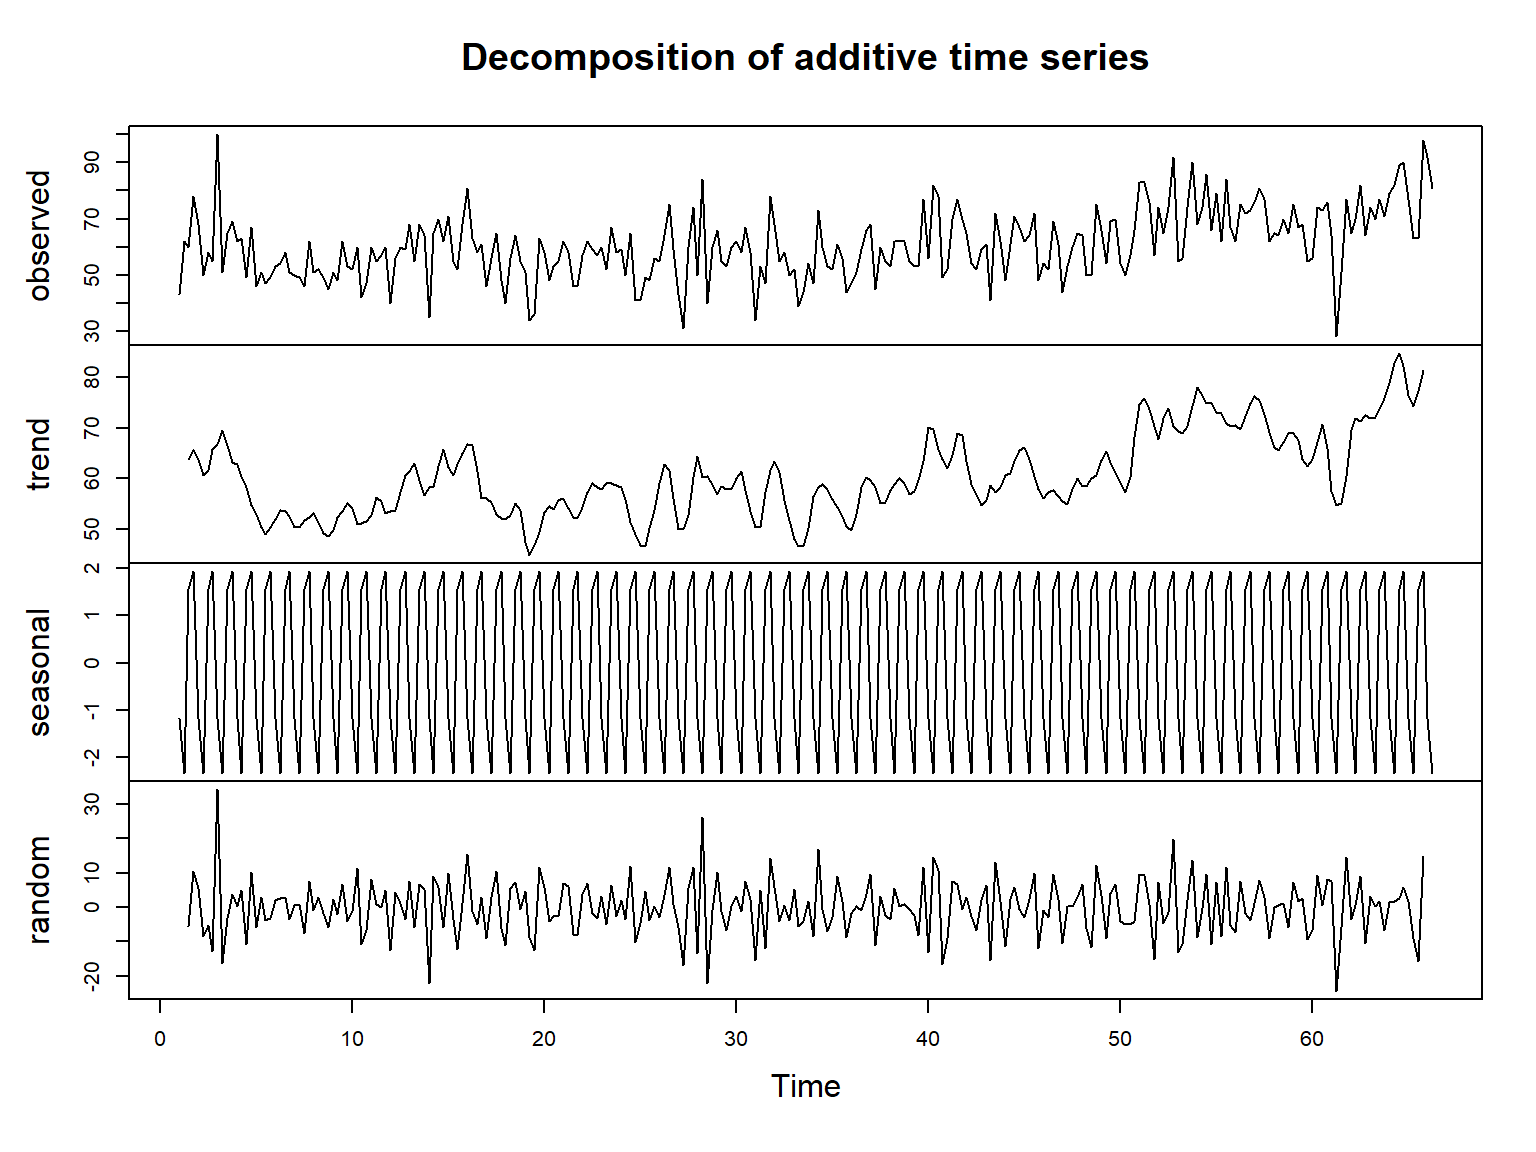 Decomposition of additive time series
observed
30 50 70 90
trend
50 60 70 80
seasonal
-2 -1 0 1 2
random
-20 0 10 30
0 10 20 30 40 50 60
Time